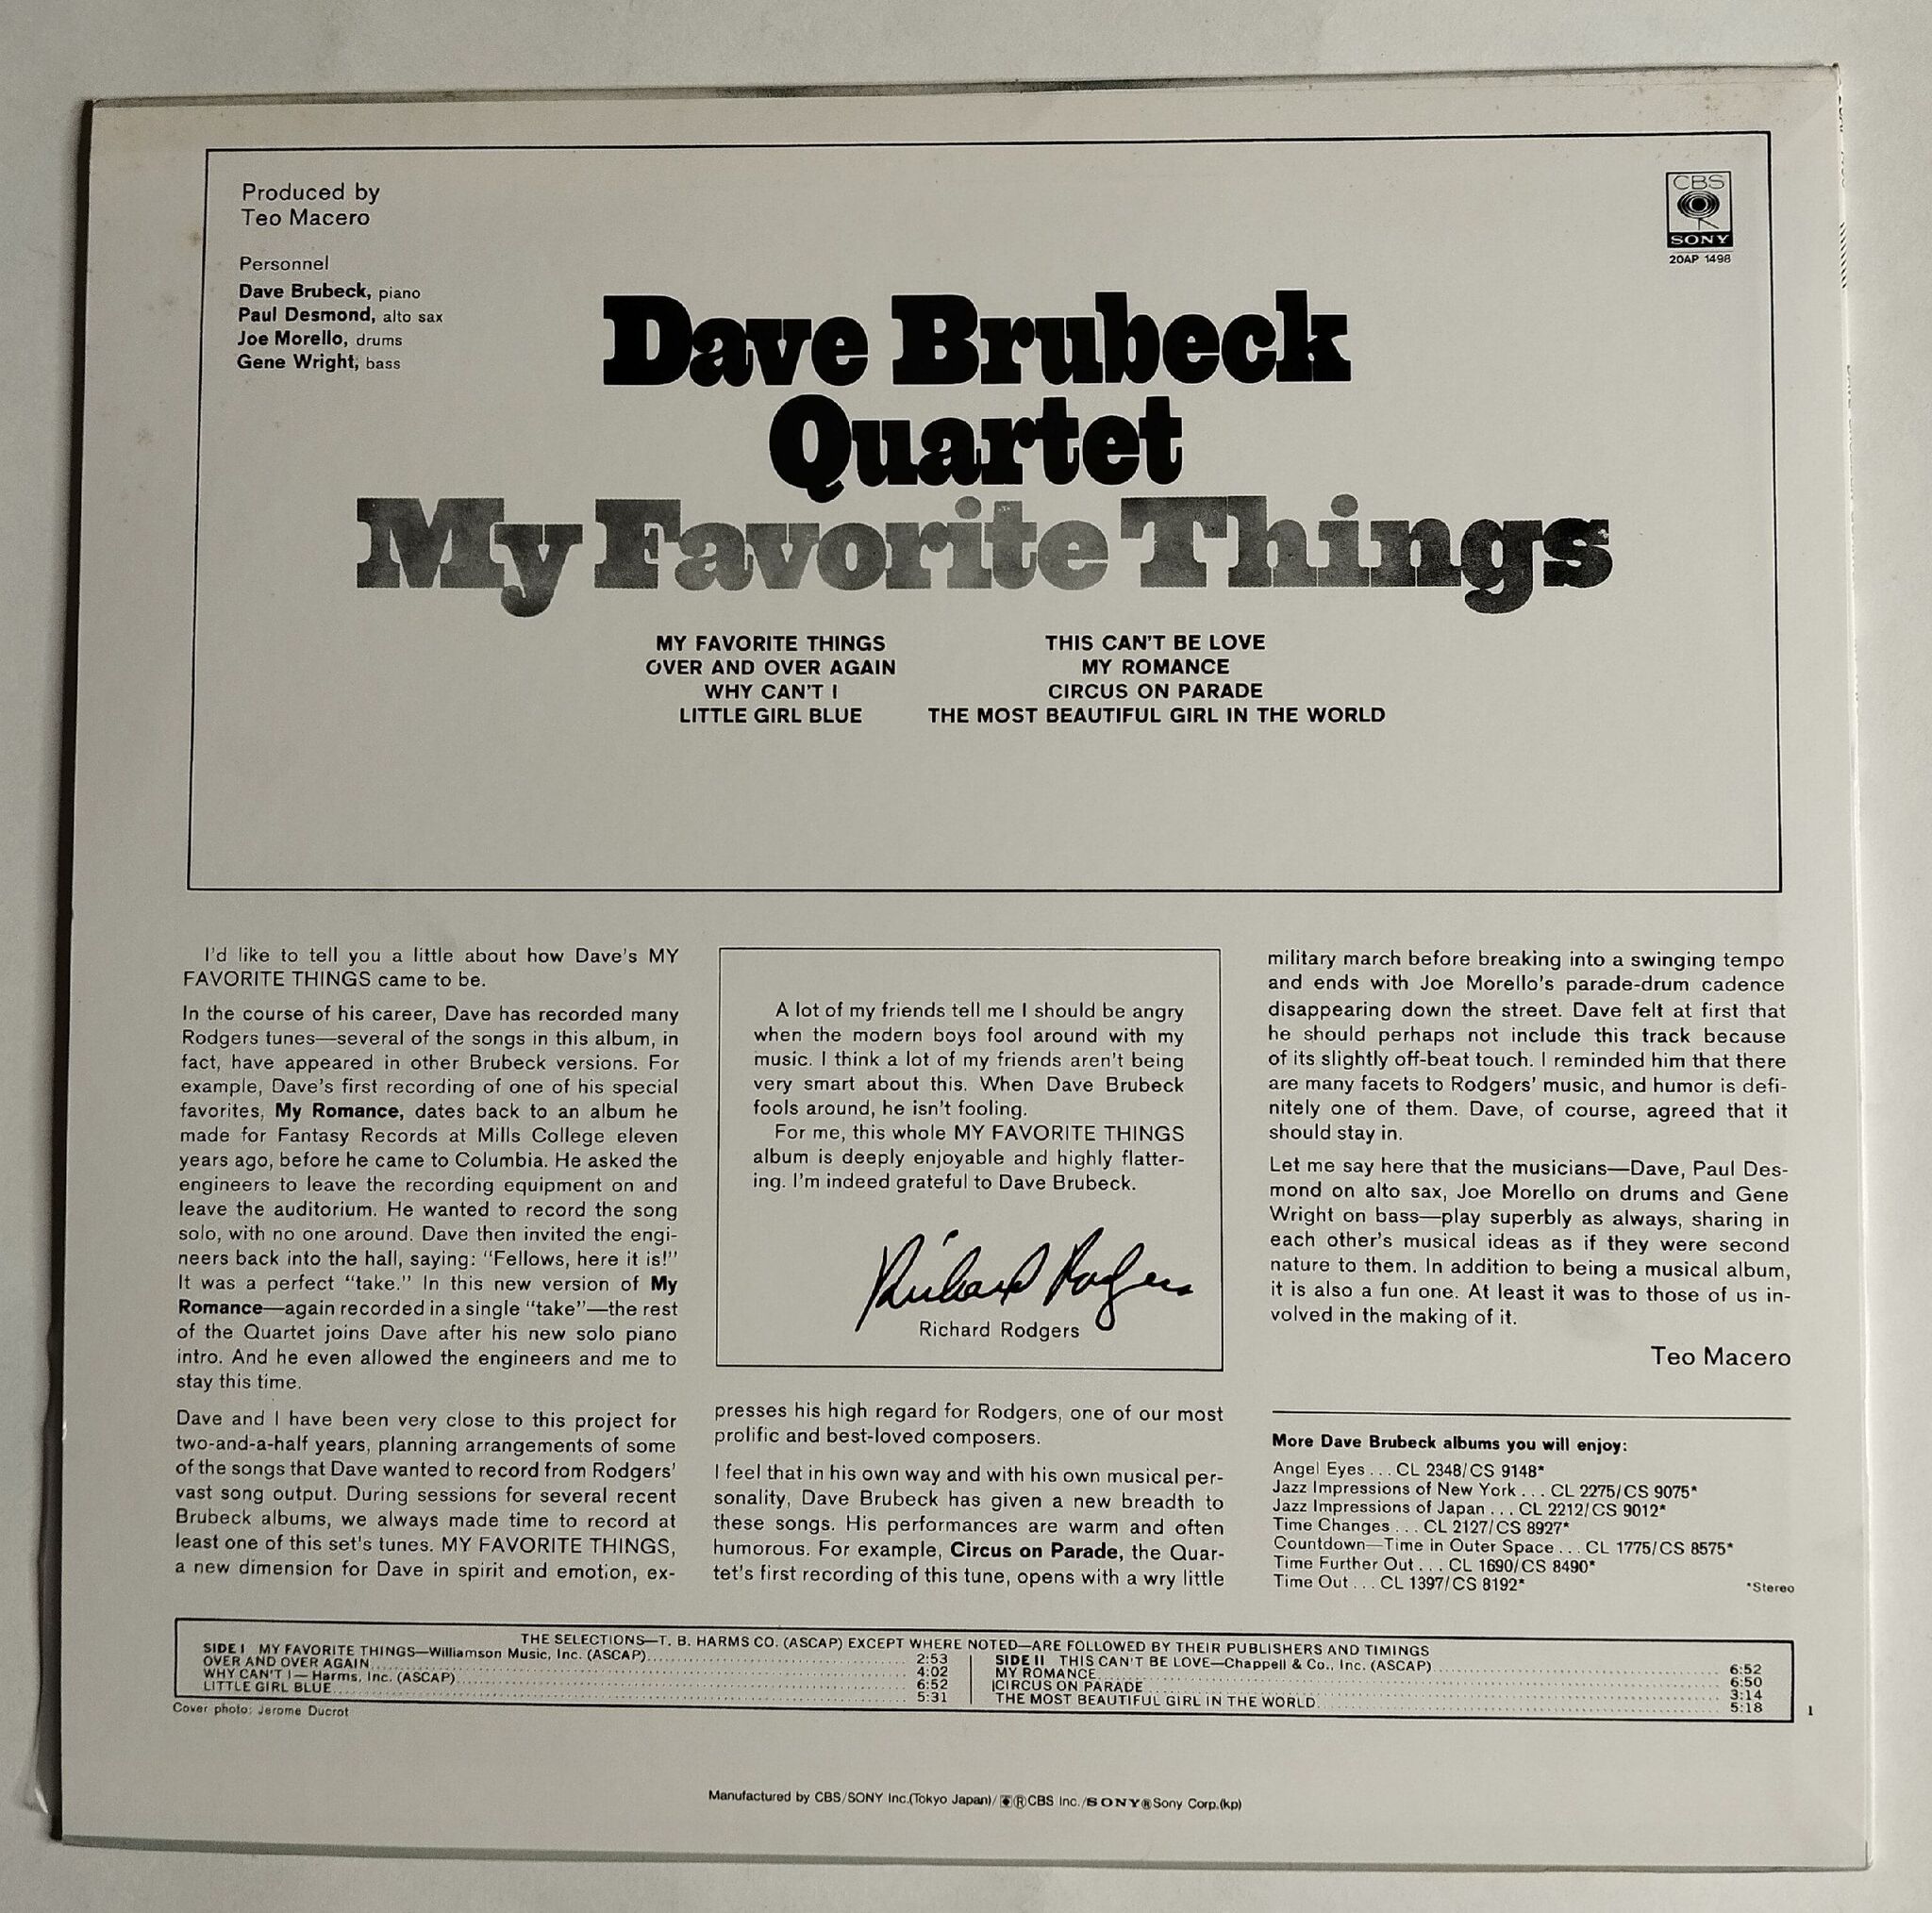 Produced by
Teo Macero
Personnel
Dave Brubeck, piano
Paul Desmond, alto sax
Joe Morello, drums
Gene Wright, bass
CBS
SONY
20AP 1498
Dave Brubeck
Quartet
My Favorite Things
MY FAVORITE THINGS
OVER AND OVER AGAIN
WHY CAN'T I
LITTLE GIRL BLUE
THIS CAN'T BE LOVE
MY ROMANCE
CIRCUS ON PARADE
THE MOST BEAUTIFUL GIRL IN THE WORLD
I'd like to tell you a little about how Dave's MY
FAVORITE THINGS came to be.
In the course of his career, Dave has recorded many
Rodgers tunes—several of the songs in this album, in
fact, have appeared in other Brubeck versions. For
example, Dave's first recording of one of his special
favorites, My Romance, dates back to an album he
made for Fantasy Records at Mills College eleven
years ago, before he came to Columbia. He asked the
engineers to leave the recording equipment on and
leave the auditorium. He wanted to record the song
solo, with no one around. Dave then invited the engi-
neers back into the hall, saying: "Fellows, here it is!"
It was a perfect "take." In this new version of My
Romance—again recorded in a single "take"—the rest
of the Quartet joins Dave after his new solo piano
intro. And he even allowed the engineers and me to
stay this time.
Dave and I have been very close to this project for
two-and-a-half years, planning arrangements of some
of the songs that Dave wanted to record from Rodgers'
vast song output. During sessions for several recent
Brubeck albums, we always made time to record at
least one of this set's tunes. MY FAVORITE THINGS,
a new dimension for Dave in spirit and emotion, ex-
A lot of my friends tell me I should be angry
when the modern boys fool around with my
music. I think a lot of my friends aren't being
very smart about this. When Dave Brubeck
fools around, he isn't fooling.
For me, this whole MY FAVORITE THINGS
album is deeply enjoyable and highly flatter-
ing. I'm indeed grateful to Dave Brubeck.
Richard Rodgers
Richard Rodgers
presses his high regard for Rodgers, one of our most
prolific and best-loved composers.
I feel that in his own way and with his own musical per-
sonality, Dave Brubeck has given a new breadth to
these songs. His performances are warm and often
humorous. For example, Circus on Parade, the Quar-
tet's first recording of this tune, opens with a wry little
military march before breaking into a swinging tempo
and ends with Joe Morello's parade-drum cadence
disappearing down the street. Dave felt at first that
he should perhaps not include this track because
of its slightly off-beat touch. I reminded him that there
are many facets to Rodgers' music, and humor is defi-
nitely one of them. Dave, of course, agreed that it
should stay in.
Let me say here that the musicians—Dave, Paul Des-
mond on alto sax, Joe Morello on drums and Gene
Wright on bass—play superbly as always, sharing in
each other's musical ideas as if they were second
nature to them. In addition to being a musical album,
it is also a fun one. At least it was to those of us in-
volved in the making of it.
Teo Macero
More Dave Brubeck albums you will enjoy:
Angel Eyes . . . CL 2348/CS 9148*
Jazz Impressions of New York . . . CL 2275/CS 9075*
Jazz Impressions of Japan . . . CL 2212/CS 9012*
Time Changes . . . CL 2127/CS 8927*
Countdown—Time in Outer Space . . . CL 1775/CS 8575*
Time Further Out . . . CL 1690/CS 8490*
Time Out . . . CL 1397/CS 8192*
*Stereo
THE SELECTIONS—T. B. HARMS CO. (ASCAP) EXCEPT WHERE NOTED—ARE FOLLOWED BY THEIR PUBLISHERS AND TIMINGS
SIDE I MY FAVORITE THINGS—Williamson Music, Inc. (ASCAP) 2:53
OVER AND OVER AGAIN 4:02
WHY CAN'T I—Harms, Inc. (ASCAP) 6:52
LITTLE GIRL BLUE 5:31
SIDE II THIS CAN'T BE LOVE—Chappell & Co., Inc. (ASCAP) 6:52
MY ROMANCE 6:50
CIRCUS ON PARADE 3:14
THE MOST BEAUTIFUL GIRL IN THE WORLD 5:18
1
Cover photo: Jerome Ducrot
Manufactured by CBS/SONY Inc.(Tokyo Japan)/ ®CBS Inc./SONY®Sony Corp.(kp)